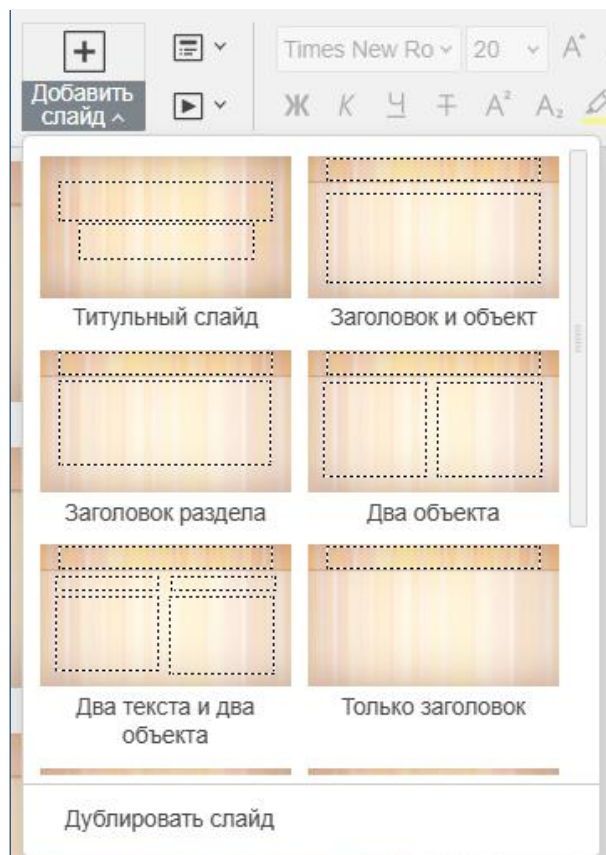 Times New Ro 20 A
Добавить
слайд
Ж К Ч Т A² A₂
Титульный слайд
Заголовок и объект
Заголовок раздела
Два объекта
Два текста и два
объекта
Только заголовок
Дублировать слайд